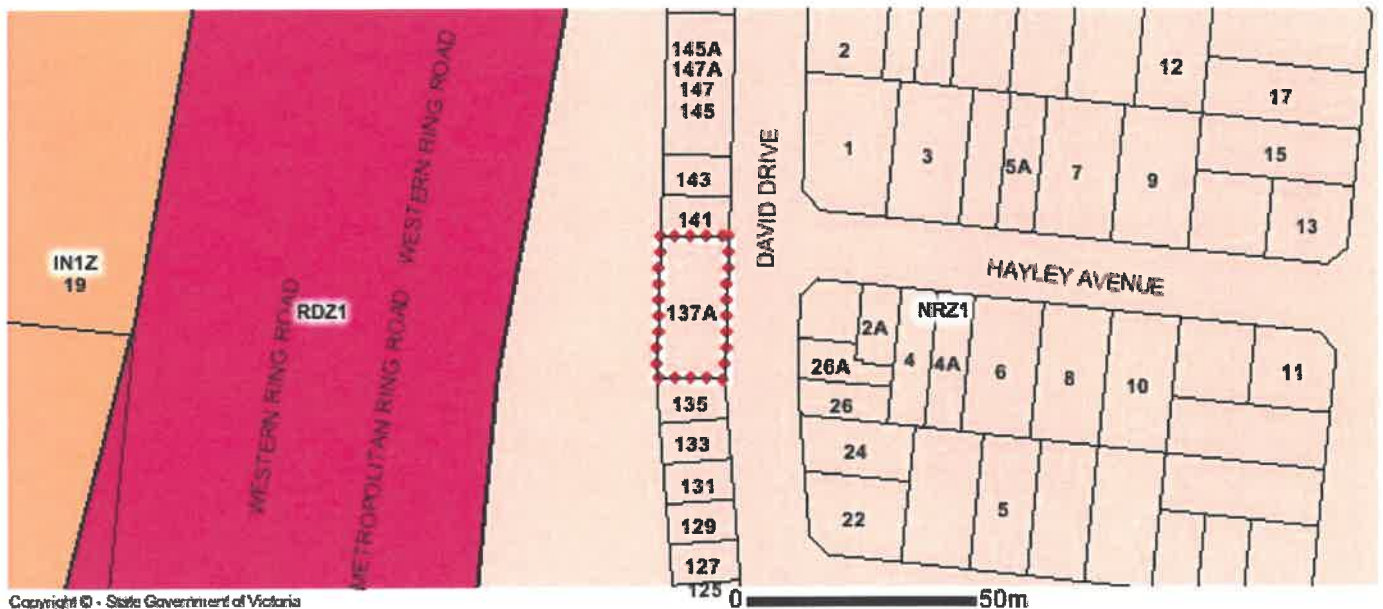 IN1Z
19
RDZ1
WESTERN RING ROAD
METROPOLITAN RING ROAD
WESTERN RING ROAD
145A
147A
147
145
143
141
137A
135
133
131
129
127
125
DAVID DRIVE
2
12
17
1
3
5A
7
9
15
13
HAYLEY AVENUE
NRZ1
2A
26A
4
4A
6
8
10
11
26
24
22
5
Copyright © - State Government of Victoria
0 50m